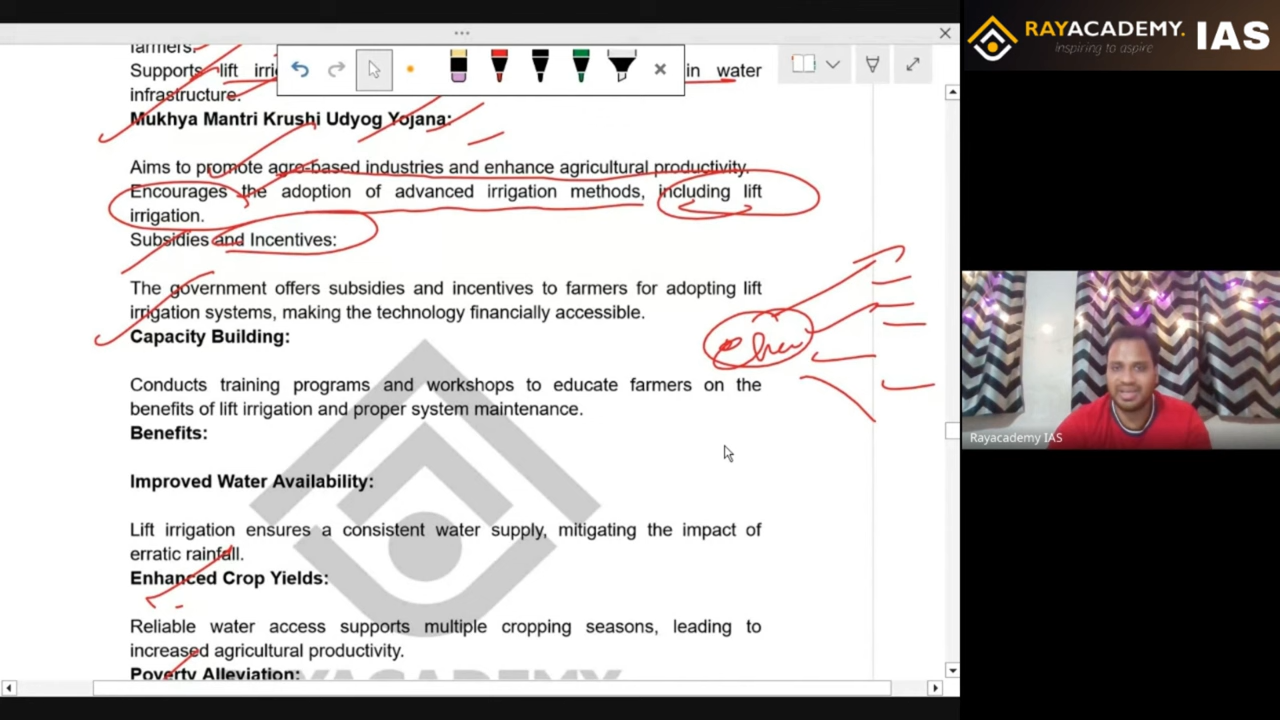 RAYACADEMY. IAS
inspiring to aspire
farmers.
Supports lift irri in water
infrastructure.
Mukhya Mantri Krushi Udyog Yojana:
Aims to promote agro-based industries and enhance agricultural productivity.
Encourages the adoption of advanced irrigation methods, including lift
irrigation.
Subsidies and Incentives:
The government offers subsidies and incentives to farmers for adopting lift
irrigation systems, making the technology financially accessible.
Capacity Building:
Conducts training programs and workshops to educate farmers on the
benefits of lift irrigation and proper system maintenance.
Rayacademy IAS
Benefits:
Improved Water Availability:
Lift irrigation ensures a consistent water supply, mitigating the impact of
erratic rainfall.
Enhanced Crop Yields:
Reliable water access supports multiple cropping seasons, leading to
increased agricultural productivity.
Poverty Alleviation:
RAYACADEMY